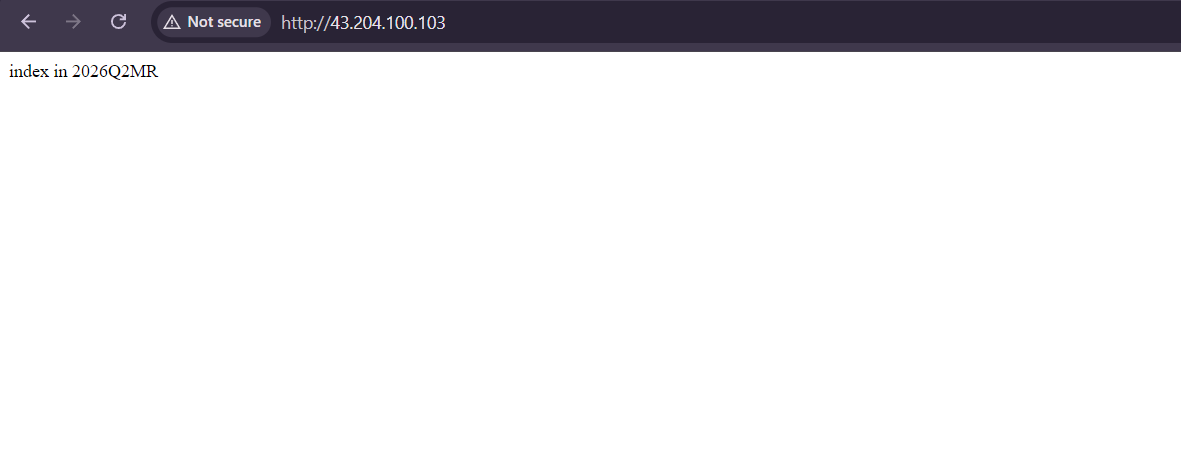 Not secure http://43.204.100.103
index in 2026Q2MR